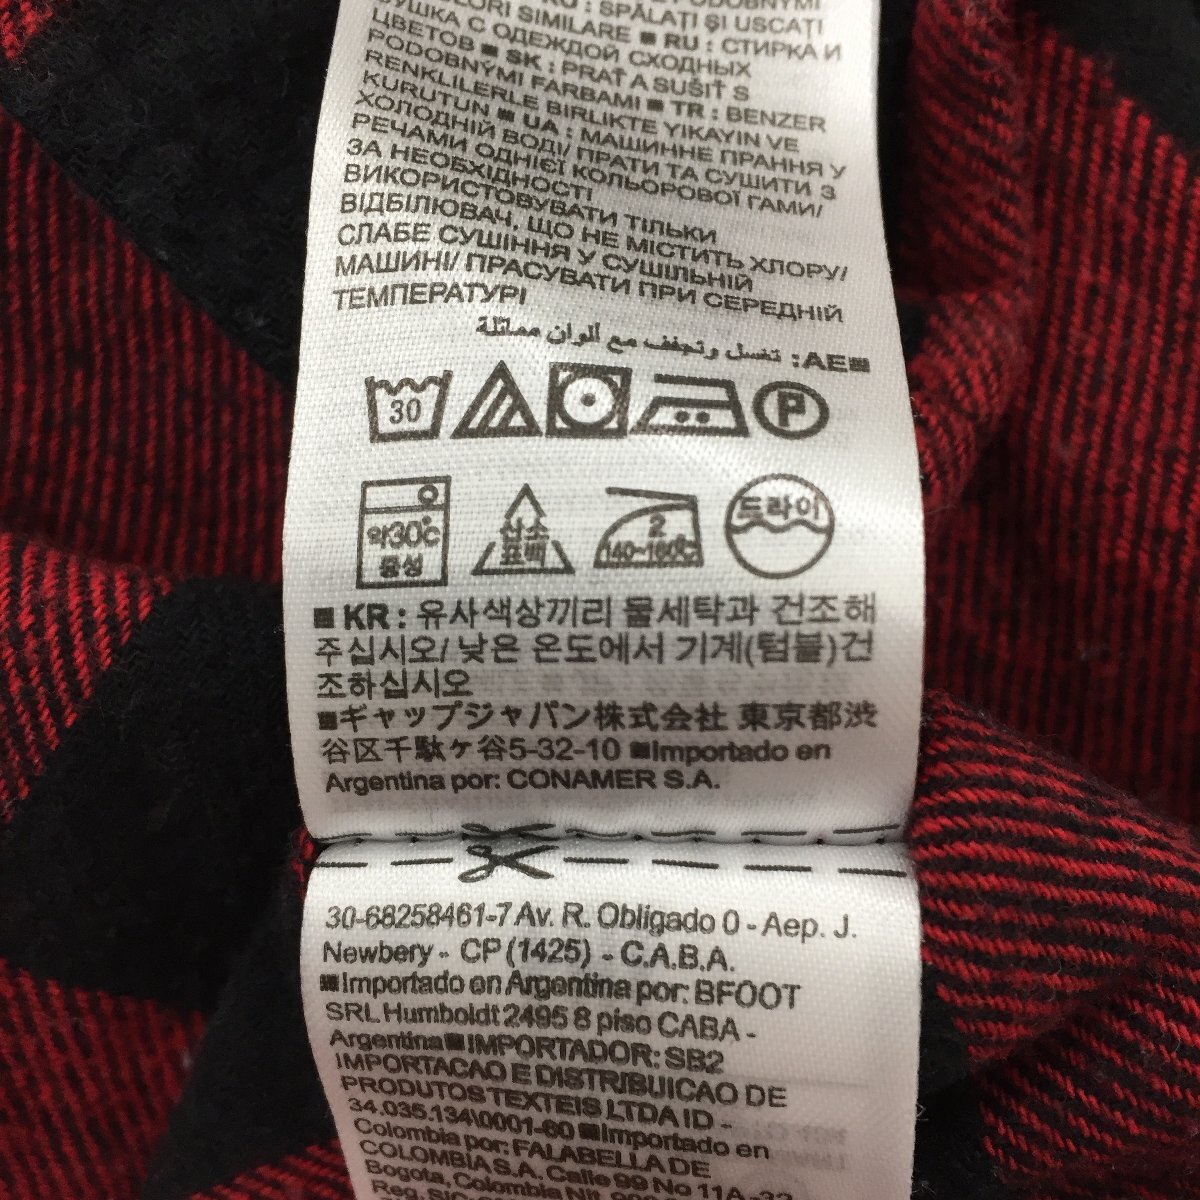 PODOBNÝMI
CULORI SIMILARE ■ RU : СТИРКА И
СУШКА С ОДЕЖДОЙ СХОДНЫХ
ЦВЕТОВ ■ SK : PRAŤ A SUŠIŤ S
PODOBNÝMI FARBAMI ■ TR : BENZER
RENKLILERLE BIRLIKTE YIKAYIN VE
KURUTUN ■ UA : МАШИННЕ ПРАННЯ У
ХОЛОДНІЙ ВОДІ/ ПРАТИ ТА СУШИТИ З
РЕЧАМИ ОДНІЄЇ КОЛЬОРОВОЇ ГАМИ/
ЗА НЕОБХІДНОСТІ
ВИКОРИСТОВУВАТИ ТІЛЬКИ
ВІДБІЛЮВАЧ, ЩО НЕ МІСТИТЬ ХЛОРУ/
СЛАБЕ СУШІННЯ У СУШІЛЬНІЙ
МАШИНІ/ ПРАСУВАТИ ПРИ СЕРЕДНІЙ
ТЕМПЕРАТУРІ
■AE: تغسل وتجفف مع ألوان مماثلة
30 P
약30℃ 중성 산소 표백 2 140~160℃ 드라이
■ KR : 유사색상끼리 물세탁과 건조해
주십시오/ 낮은 온도에서 기계(텀블)건
조하십시오
■ギャップジャパン株式会社 東京都渋
谷区千駄ヶ谷5-32-10 ■Importado en
Argentina por: CONAMER S.A.
30-68258461-7 Av. R. Obligado 0 - Aep. J.
Newbery - CP (1425) - C.A.B.A.
■Importado en Argentina por: BFOOT
SRL Humboldt 2495 8 piso CABA -
Argentina■IMPORTADOR: SB2
IMPORTACAO E DISTRIBUICAO DE
PRODUTOS TEXTEIS LTDA ID -
34.035.134\0001-60 ■Importado en
Colombia por: FALABELLA DE
COLOMBIA S.A. Calle 99 No 11A-32
Bogota, Colombia Nit.
Reg.